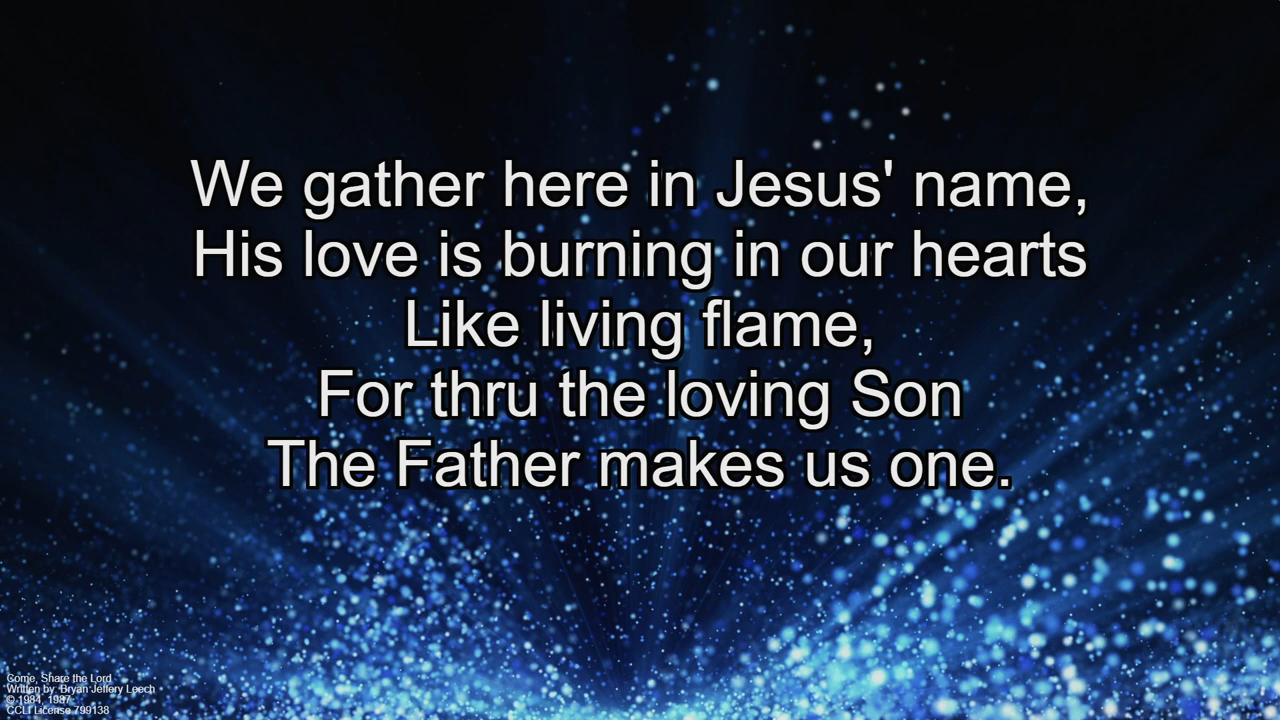 We gather here in Jesus' name,
His love is burning in our hearts
Like living flame,
For thru the loving Son
The Father makes us one.
Come, Share the Lord
Written by Bryan Jeffery Leech
© 1984, 1987
CCLI License 799138